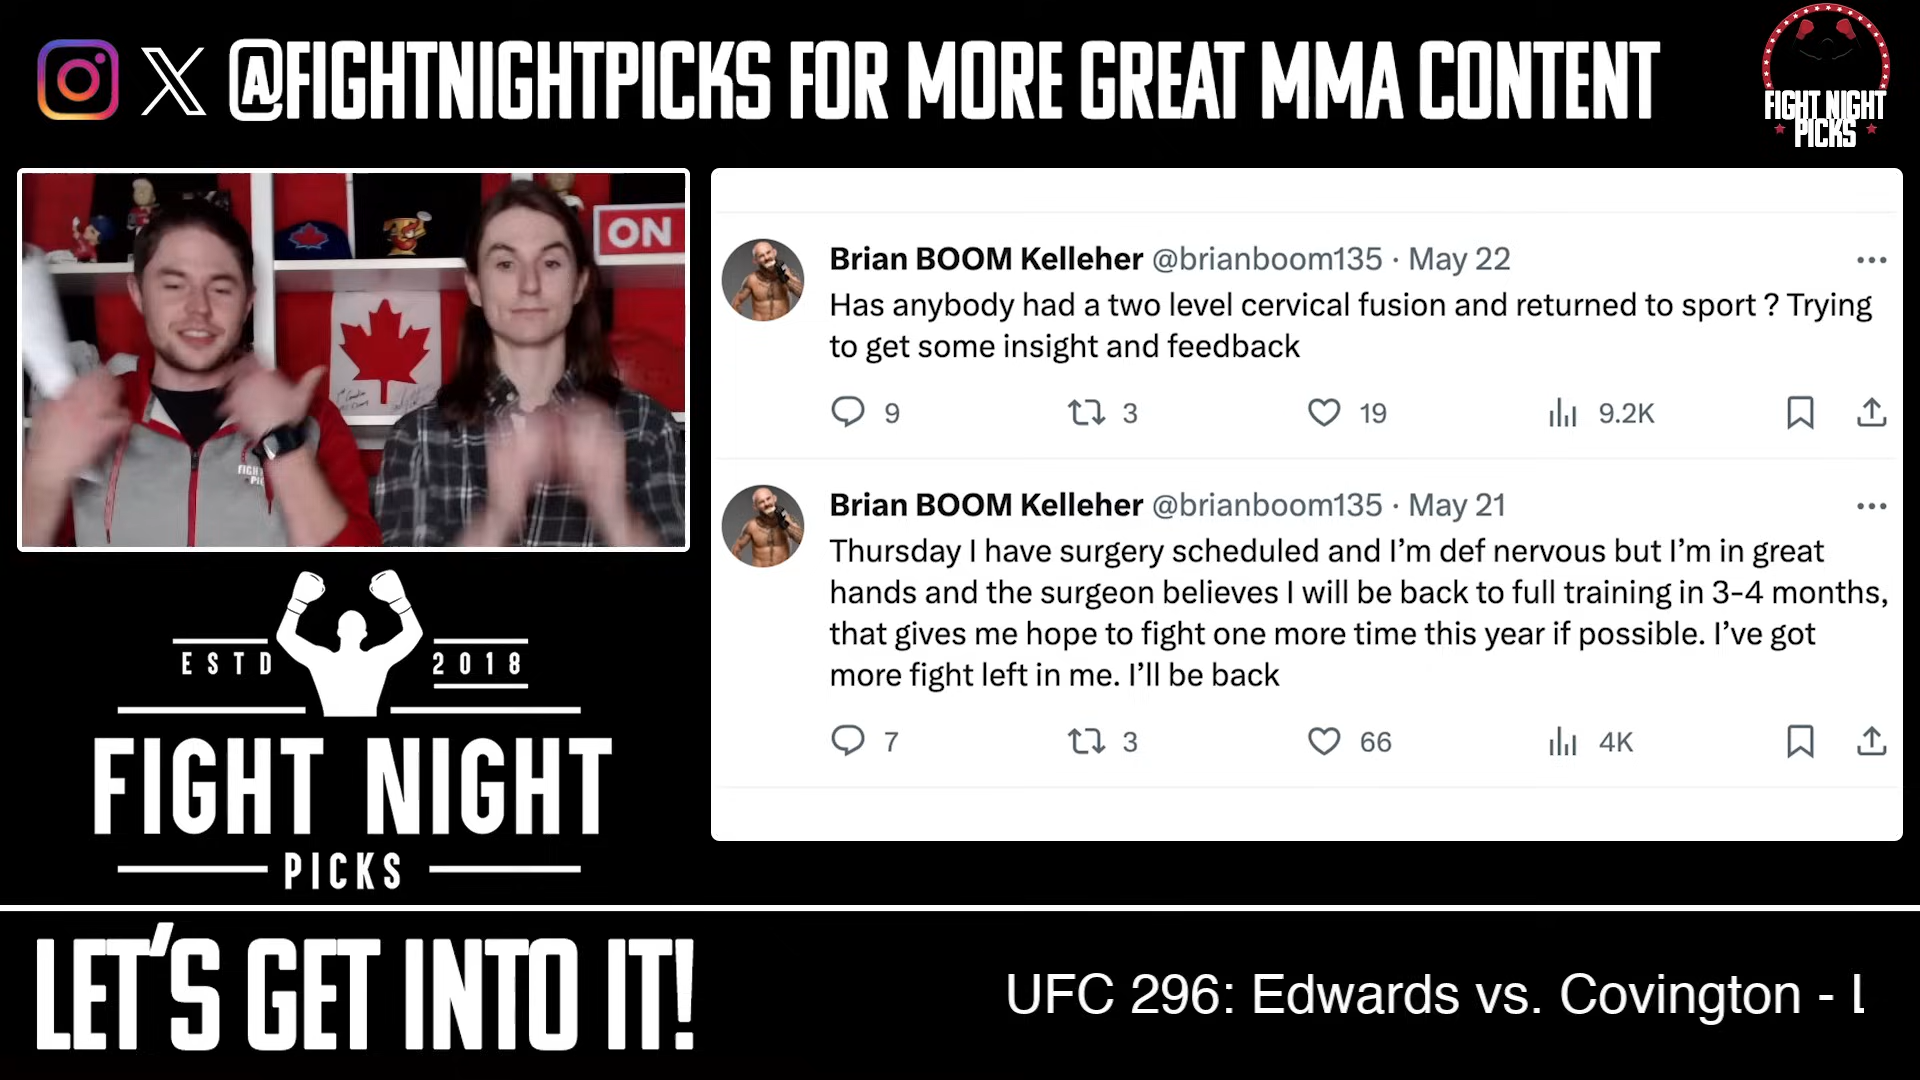 @FIGHTNIGHTPICKS FOR MORE GREAT MMA CONTENT
FIGHT NIGHT
PICKS
ON
Brian BOOM Kelleher @brianboom135 · May 22
Has anybody had a two level cervical fusion and returned to sport ? Trying
to get some insight and feedback
9 3 19 9.2K
Brian BOOM Kelleher @brianboom135 · May 21
Thursday I have surgery scheduled and I’m def nervous but I’m in great
hands and the surgeon believes I will be back to full training in 3-4 months,
that gives me hope to fight one more time this year if possible. I’ve got
more fight left in me. I’ll be back
7 3 66 4K
ESTD 2018
FIGHT NIGHT
PICKS
LET'S GET INTO IT!
UFC 296: Edwards vs. Covington -